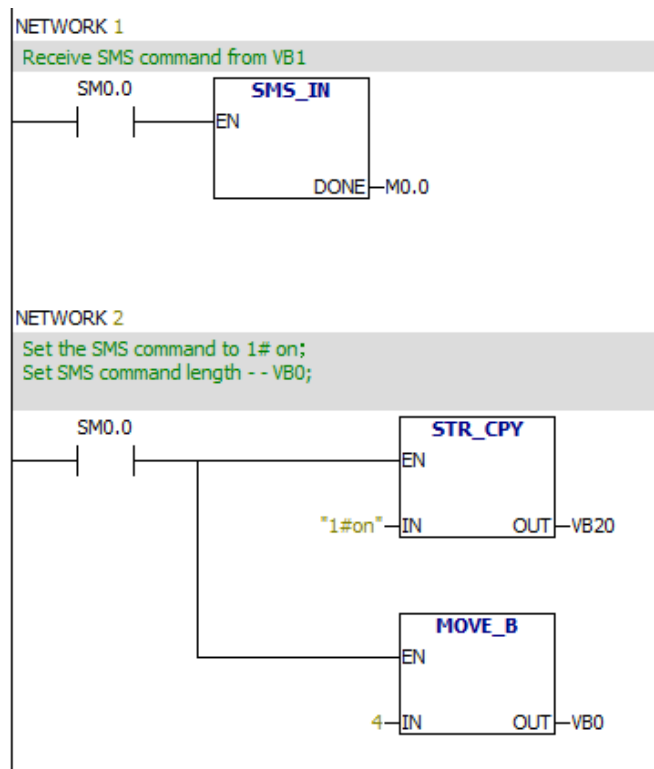 NETWORK 1
Receive SMS command from VB1
SM0.0
SMS_IN
EN
DONE
M0.0
NETWORK 2
Set the SMS command to 1# on;
Set SMS command length - - VB0;
SM0.0
STR_CPY
EN
"1#on"
IN
OUT
VB20
MOVE_B
EN
4
IN
OUT
VB0